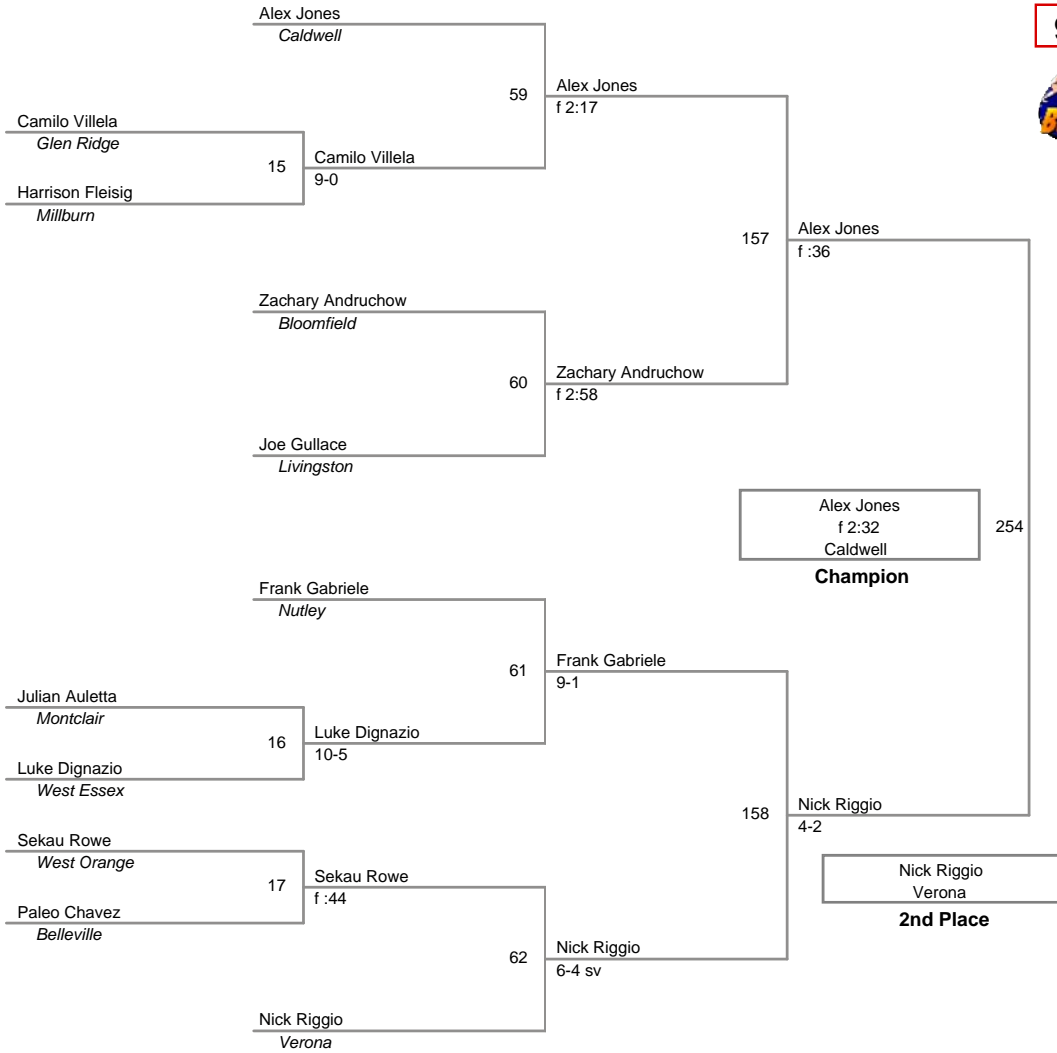 Alex Jones
Caldwell
59
Alex Jones
f 2:17
Camilo Villela
Glen Ridge
15
Camilo Villela
9-0
Harrison Fleisig
Millburn
157
Alex Jones
f :36
Zachary Andruchow
Bloomfield
60
Zachary Andruchow
f 2:58
Joe Gullace
Livingston
Alex Jones
f 2:32
Caldwell
Champion
254
Frank Gabriele
Nutley
61
Frank Gabriele
9-1
Julian Auletta
Montclair
16
Luke Dignazio
10-5
Luke Dignazio
West Essex
158
Nick Riggio
4-2
Sekau Rowe
West Orange
17
Sekau Rowe
f :44
Paleo Chavez
Belleville
Nick Riggio
Verona
2nd Place
62
Nick Riggio
6-4 sv
Nick Riggio
Verona